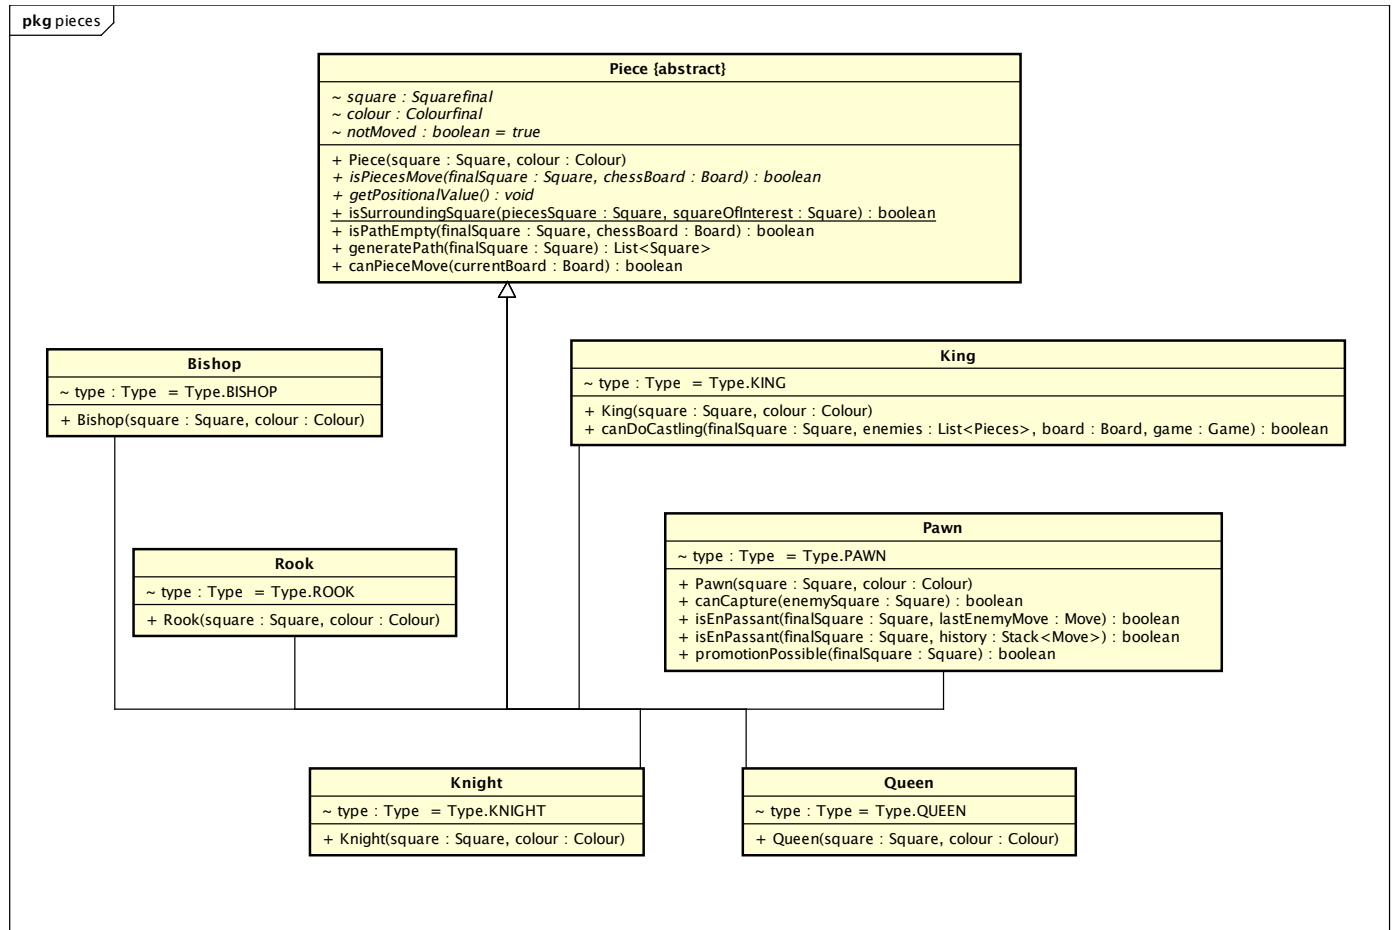 pkg pieces
Piece {abstract}
~ square : Squarefinal
~ colour : Colourfinal
~ notMoved : boolean = true
+ Piece(square : Square, colour : Colour)
+ isPiecesMove(finalSquare : Square, chessBoard : Board) : boolean
+ getPositionalValue() : void
+ isSurroundingSquare(piecesSquare : Square, squareOfInterest : Square) : boolean
+ isPathEmpty(finalSquare : Square, chessBoard : Board) : boolean
+ generatePath(finalSquare : Square) : List<Square>
+ canPieceMove(currentBoard : Board) : boolean
Bishop
~ type : Type = Type.BISHOP
+ Bishop(square : Square, colour : Colour)
King
~ type : Type = Type.KING
+ King(square : Square, colour : Colour)
+ canDoCastling(finalSquare : Square, enemies : List<Pieces>, board : Board, game : Game) : boolean
Rook
~ type : Type = Type.ROOK
+ Rook(square : Square, colour : Colour)
Pawn
~ type : Type = Type.PAWN
+ Pawn(square : Square, colour : Colour)
+ canCapture(enemySquare : Square) : boolean
+ isEnPassant(finalSquare : Square, lastEnemyMove : Move) : boolean
+ isEnPassant(finalSquare : Square, history : Stack<Move>) : boolean
+ promotionPossible(finalSquare : Square) : boolean
Knight
~ type : Type = Type.KNIGHT
+ Knight(square : Square, colour : Colour)
Queen
~ type : Type = Type.QUEEN
+ Queen(square : Square, colour : Colour)